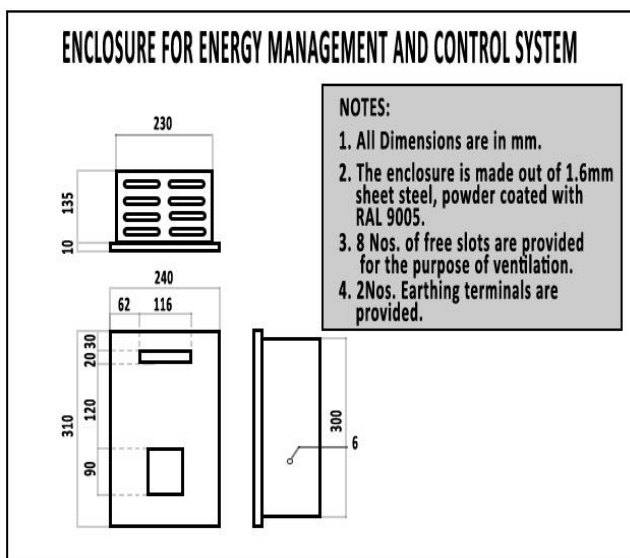 ENCLOSURE FOR ENERGY MANAGEMENT AND CONTROL SYSTEM
NOTES:
1. All Dimensions are in mm.
2. The enclosure is made out of 1.6mm
sheet steel, powder coated with
RAL 9005.
3. 8 Nos. of free slots are provided
for the purpose of ventilation.
4. 2Nos. Earthing terminals are
provided.
230
135
10
240
62 116
30
20
120
310
90
300
6